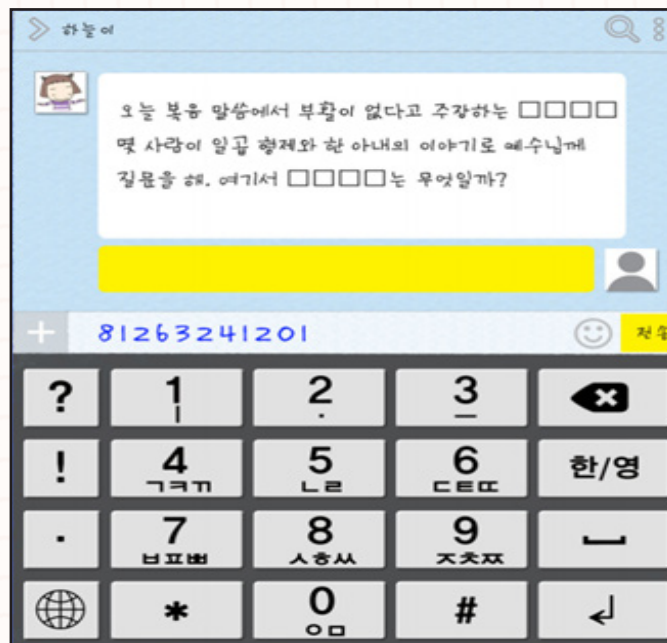 하늘이
오늘 복음 말씀에서 부활이 없다고 주장하는 □□□□
몇 사람이 일곱 형제와 한 아내의 이야기로 예수님께
질문을 해. 여기서 □□□□는 무엇일까?
81263241201
전송
? 1 2 3
ㅣ · ㅡ
! 4 5 6 한/영
ㄱㅋㄲ ㄴㄹ ㄷㅌㄸ
. 7 8 9
ㅂㅍㅃ ㅅㅎㅆ ㅈㅊㅉ
* 0 #
ㅇㅁ